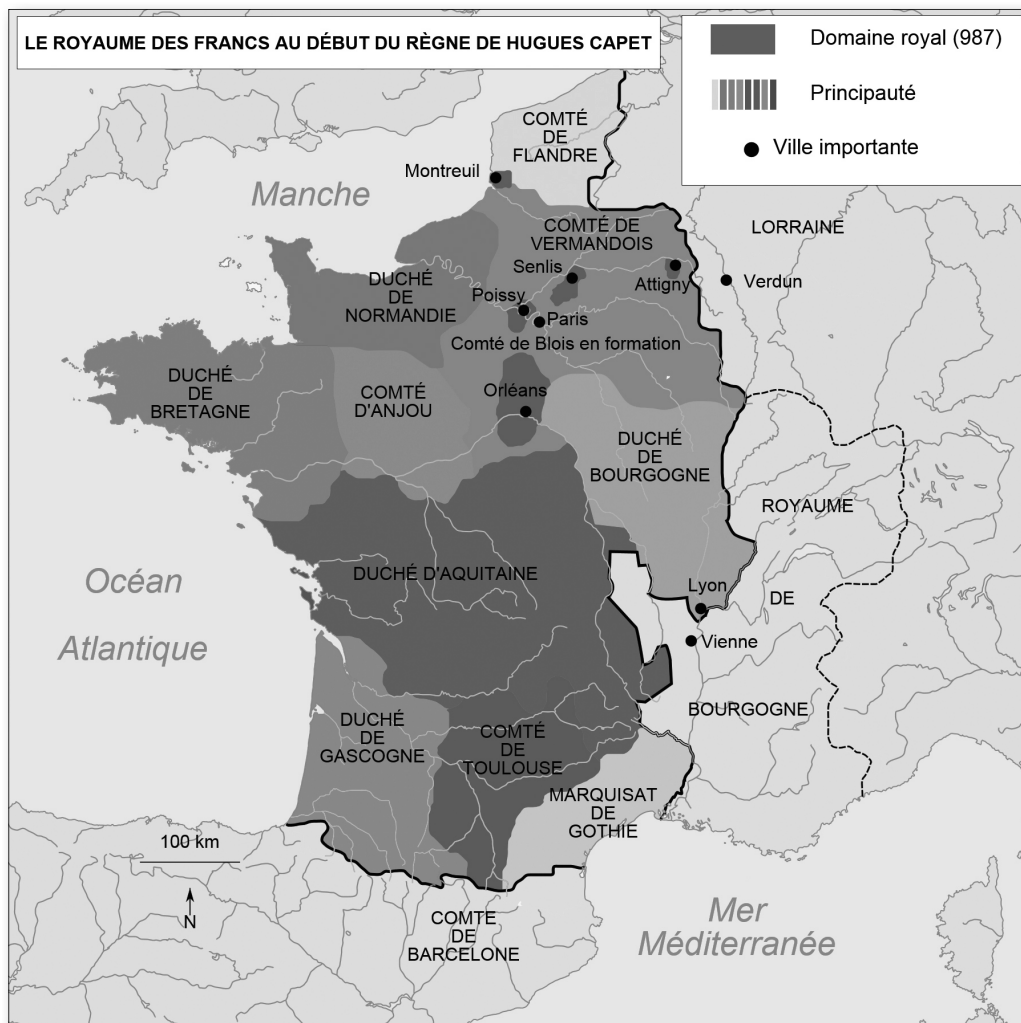 LE ROYAUME DES FRANCS AU DÉBUT DU RÈGNE DE HUGUES CAPET
Domaine royal (987)
Principauté
Ville importante
COMTÉ
DE
FLANDRE
Montreuil
Manche
COMTÉ DE
VERMANDOIS
LORRAINE
Senlis
Attigny
Verdun
DUCHÉ
DE
NORMANDIE
Poissy
Paris
Comté de Blois en formation
DUCHÉ
DE
BRETAGNE
COMTÉ
D'ANJOU
Orléans
DUCHÉ
DE
BOURGOGNE
ROYAUME
DE
BOURGOGNE
Océan
Atlantique
DUCHÉ D'AQUITAINE
Lyon
Vienne
DUCHÉ
DE
GASCOGNE
COMTÉ
DE
TOULOUSE
MARQUISAT
DE
GOTHIE
100 km
N
COMTE
DE
BARCELONE
Mer
Méditerranée